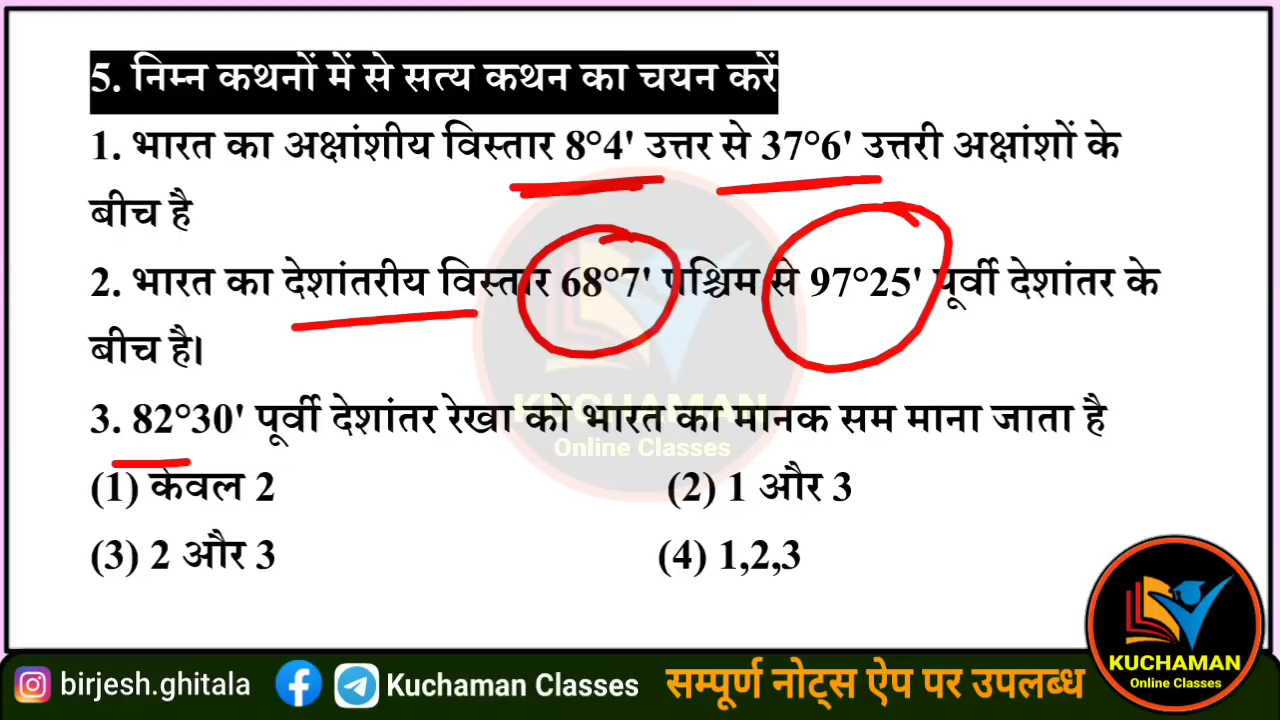 5. निम्न कथनों में से सत्य कथन का चयन करें
1. भारत का अक्षांशीय विस्तार 8°4' उत्तर से 37°6' उत्तरी अक्षांशों के
बीच है
2. भारत का देशांतरीय विस्तार 68°7' पश्चिम से 97°25' पूर्वी देशांतर के
बीच है।
3. 82°30' पूर्वी देशांतर रेखा को भारत का मानक सम माना जाता है
KUCHAMAN
Online Classes
(1) केवल 2 (2) 1 और 3
(3) 2 और 3 (4) 1,2,3
KUCHAMAN
Online Classes
birjesh.ghitala Kuchaman Classes सम्पूर्ण नोट्स ऐप पर उपलब्ध